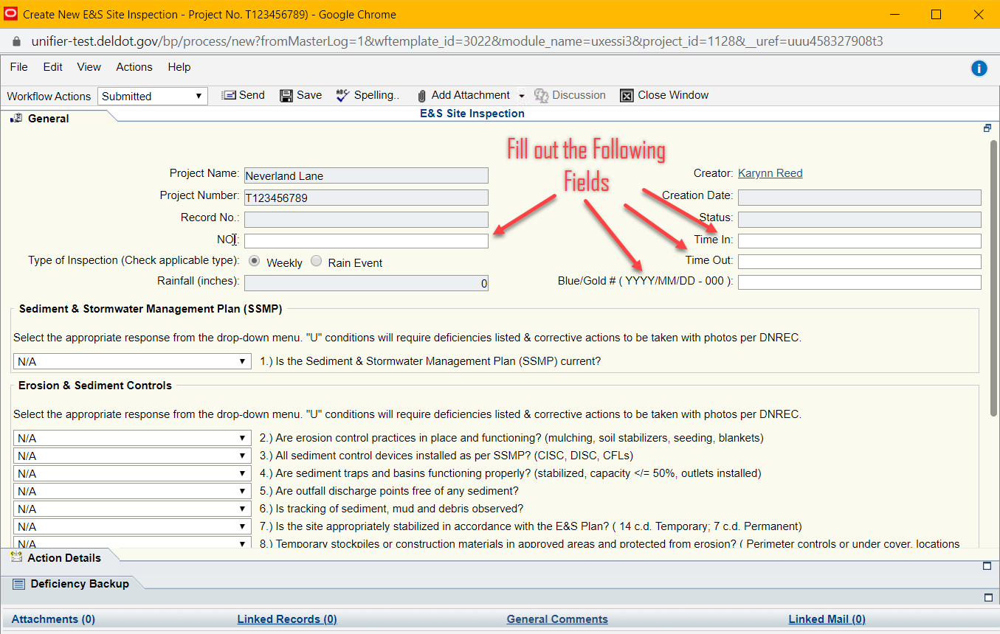 Create New E&S Site Inspection - Project No. T123456789) - Google Chrome
unifier-test.deldot.gov/bp/process/new?fromMasterLog=1&wftemplate_id=3022&module_name=uxessi3&project_id=1128&__uref=uuu458327908t3
File Edit View Actions Help
Workflow Actions Submitted Send Save Spelling.. Add Attachment Discussion Close Window
General
E&S Site Inspection
Fill out the Following
Fields
Project Name: Neverland Lane
Creator: Karynn Reed
Project Number: T123456789
Creation Date:
Record No.:
Status:
NOI:
Time In:
Type of Inspection (Check applicable type): Weekly Rain Event
Time Out:
Rainfall (inches): 0
Blue/Gold # ( YYYY/MM/DD - 000 ):
Sediment & Stormwater Management Plan (SSMP)
Select the appropriate response from the drop-down menu. "U" conditions will require deficiencies listed & corrective actions to be taken with photos per DNREC.
N/A 1.) Is the Sediment & Stormwater Management Plan (SSMP) current?
Erosion & Sediment Controls
Select the appropriate response from the drop-down menu. "U" conditions will require deficiencies listed & corrective actions to be taken with photos per DNREC.
N/A 2.) Are erosion control practices in place and functioning? (mulching, soil stabilizers, seeding, blankets)
N/A 3.) All sediment control devices installed as per SSMP? (CISC, DISC, CFLs)
N/A 4.) Are sediment traps and basins functioning properly? (stabilized, capacity </= 50%, outlets installed)
N/A 5.) Are outfall discharge points free of any sediment?
N/A 6.) Is tracking of sediment, mud and debris observed?
N/A 7.) Is the site appropriately stabilized in accordance with the E&S Plan? ( 14 c.d. Temporary; 7 c.d. Permanent)
N/A 8.) Temporary stockpiles or construction materials in approved areas and protected from erosion? ( Perimeter controls or under cover, locations
Action Details
Deficiency Backup
Attachments (0) Linked Records (0) General Comments Linked Mail (0)